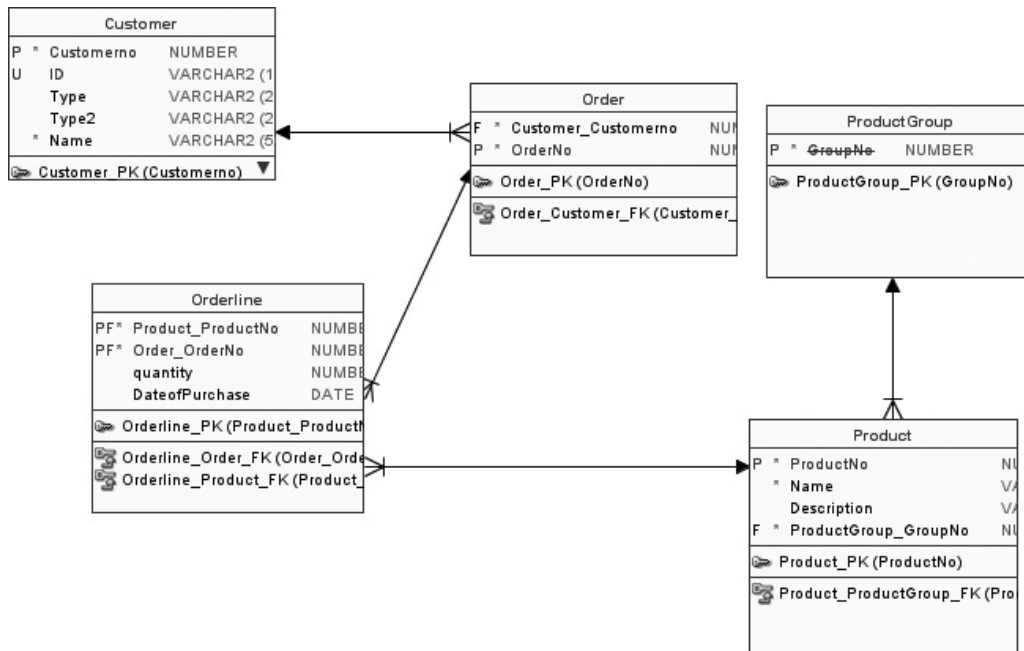 Customer
P * Customerno NUMBER
U ID VARCHAR2 (1
Type VARCHAR2 (2
Type2 VARCHAR2 (2
* Name VARCHAR2 (5
Customer_PK (Customerno)
Order
F * Customer_Customerno NUM
P * OrderNo NUM
Order_PK (OrderNo)
Order_Customer_FK (Customer_
ProductGroup
P * GroupNo NUMBER
ProductGroup_PK (GroupNo)
Orderline
PF* Product_ProductNo NUMBE
PF* Order_OrderNo NUMBE
quantity NUMBE
DateofPurchase DATE
Orderline_PK (Product_ProductN
Orderline_Order_FK (Order_Orde
Orderline_Product_FK (Product_
Product
P * ProductNo NU
* Name VA
Description VA
F * ProductGroup_GroupNo NU
Product_PK (ProductNo)
Product_ProductGroup_FK (Pro